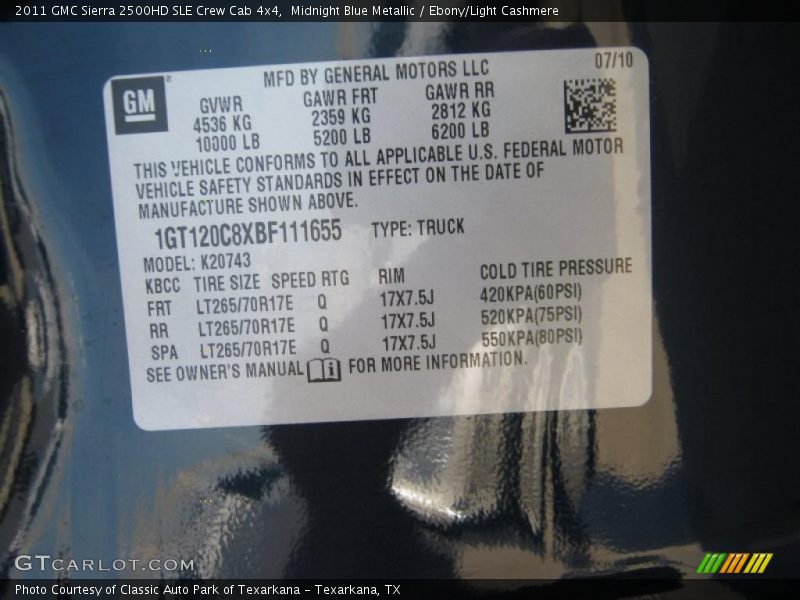 2011 GMC Sierra 2500HD SLE Crew Cab 4x4,  Midnight Blue Metallic / Ebony/Light Cashmere
07/10
GM ®
MFD BY GENERAL MOTORS LLC
GVWR GAWR FRT GAWR RR
4536 KG 2359 KG 2812 KG
10000 LB 5200 LB 6200 LB
THIS VEHICLE CONFORMS TO ALL APPLICABLE U.S. FEDERAL MOTOR
VEHICLE SAFETY STANDARDS IN EFFECT ON THE DATE OF
MANUFACTURE SHOWN ABOVE.
1GT120C8XBF111655 TYPE: TRUCK
MODEL: K20743
KBCC TIRE SIZE SPEED RTG RIM COLD TIRE PRESSURE
FRT LT265/70R17E Q 17X7.5J 420KPA(60PSI)
RR LT265/70R17E Q 17X7.5J 520KPA(75PSI)
SPA LT265/70R17E Q 17X7.5J 550KPA(80PSI)
SEE OWNER'S MANUAL i FOR MORE INFORMATION.
GTCARLOT.COM
Photo Courtesy of Classic Auto Park of Texarkana – Texarkana, TX